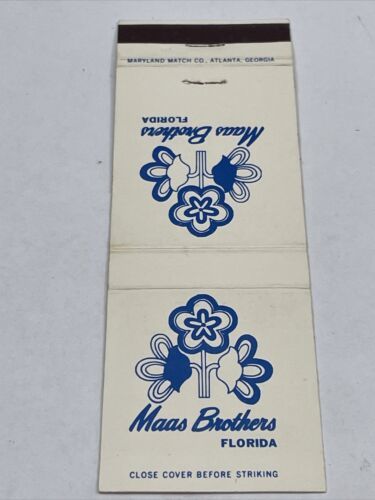 MARYLAND MATCH CO., ATLANTA, GEORGIA
Maas Brothers
FLORIDA
Maas Brothers
FLORIDA
CLOSE COVER BEFORE STRIKING